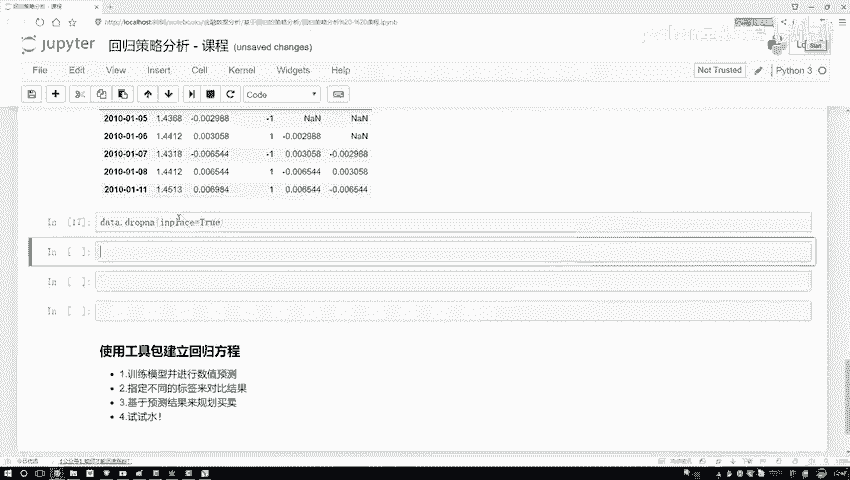 回归策略分析 - 课程
jupyter 回归策略分析 - 课程 (unsaved changes)
File Edit View Insert Cell Kernel Widgets Help
Not Trusted Python 3
Code
2010-01-05 1.4368 -0.002988 -1 NaN NaN
2010-01-06 1.4412 0.003058 1 -0.002988 NaN
2010-01-07 1.4318 -0.006544 -1 0.003058 -0.002988
2010-01-08 1.4412 0.006544 1 -0.006544 0.003058
2010-01-11 1.4513 0.006984 1 0.006544 -0.006544
In [17]: data.dropna(inplace=True)
In [ ]:
In [ ]:
In [ ]:
使用工具包建立回归方程
• 1.训练模型并进行数值预测
• 2.指定不同的标签来对比结果
• 3.基于预测结果来规划买卖
• 4.试试水！